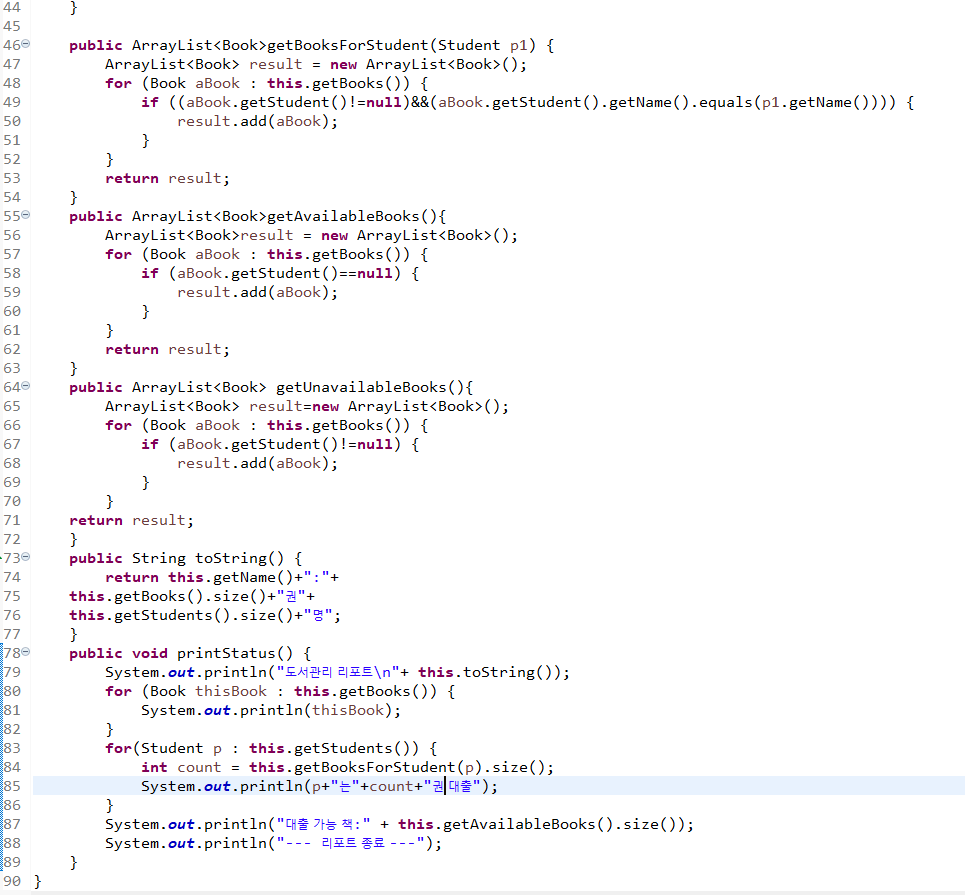 44 }
45
46 public ArrayList<Book>getBooksForStudent(Student p1) {
47 ArrayList<Book> result = new ArrayList<Book>();
48 for (Book aBook : this.getBooks()) {
49 if ((aBook.getStudent()!=null)&&(aBook.getStudent().getName().equals(p1.getName()))) {
50 result.add(aBook);
51 }
52 }
53 return result;
54 }
55 public ArrayList<Book>getAvailableBooks(){
56 ArrayList<Book>result = new ArrayList<Book>();
57 for (Book aBook : this.getBooks()) {
58 if (aBook.getStudent()==null) {
59 result.add(aBook);
60 }
61 }
62 return result;
63 }
64 public ArrayList<Book> getUnavailableBooks(){
65 ArrayList<Book> result=new ArrayList<Book>();
66 for (Book aBook : this.getBooks()) {
67 if (aBook.getStudent()!=null) {
68 result.add(aBook);
69 }
70 }
71 return result;
72 }
73 public String toString() {
74 return this.getName()+":"+
75 this.getBooks().size()+"권"+
76 this.getStudents().size()+"명";
77 }
78 public void printStatus() {
79 System.out.println("도서관리 리포트\n"+ this.toString());
80 for (Book thisBook : this.getBooks()) {
81 System.out.println(thisBook);
82 }
83 for(Student p : this.getStudents()) {
84 int count = this.getBooksForStudent(p).size();
85 System.out.println(p+"는"+count+"권 대출");
86 }
87 System.out.println("대출 가능 책:" + this.getAvailableBooks().size());
88 System.out.println("--- 리포트 종료 ---");
89 }
90 }